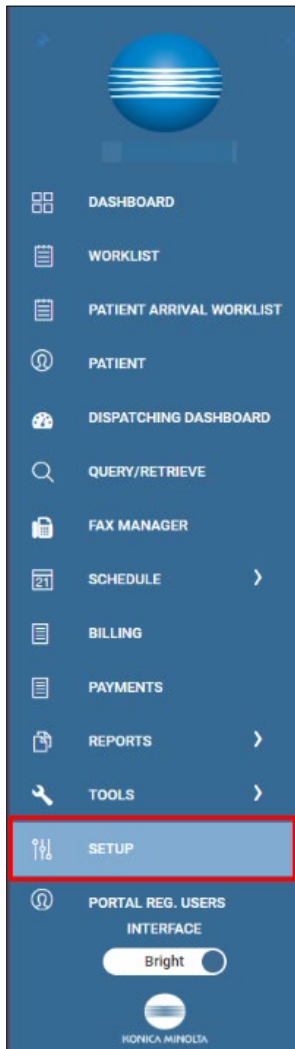 DASHBOARD
WORKLIST
PATIENT ARRIVAL WORKLIST
PATIENT
DISPATCHING DASHBOARD
QUERY/RETRIEVE
FAX MANAGER
21 SCHEDULE
BILLING
PAYMENTS
REPORTS
TOOLS
SETUP
PORTAL REG. USERS
INTERFACE
Bright
KONICA MINOLTA